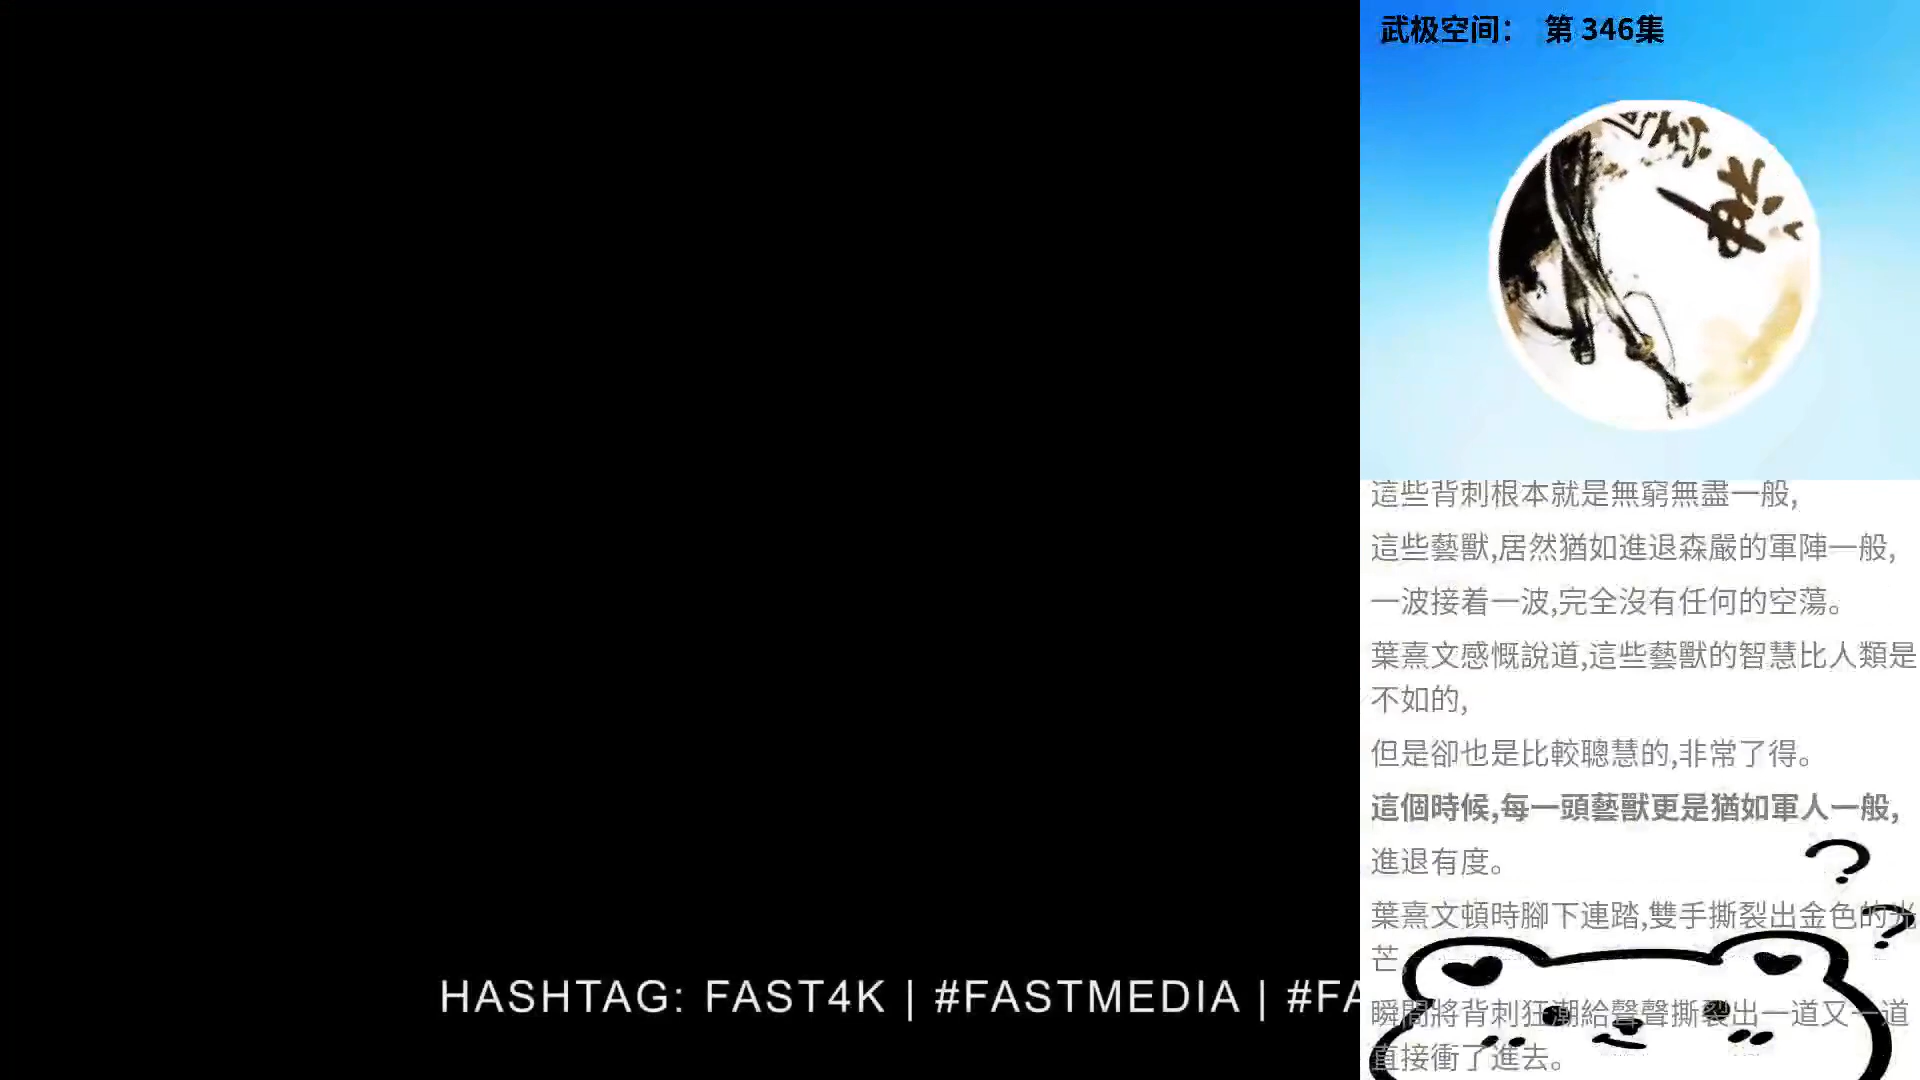 武极空间： 第 346集
這些背刺根本就是無窮無盡一般,
這些藝獸,居然猶如進退森嚴的軍陣一般,
一波接着一波,完全沒有任何的空蕩。
葉熹文感慨說道,這些藝獸的智慧比人類是
不如的,
但是卻也是比較聰慧的,非常了得。
這個時候,每一頭藝獸更是猶如軍人一般,
進退有度。
葉熹文頓時腳下連踏,雙手撕裂出金色的光
芒,
瞬間將背刺狂潮給聲聲撕裂出一道又一道
直接衝了進去。
HASHTAG: FAST4K | #FASTMEDIA | #FA